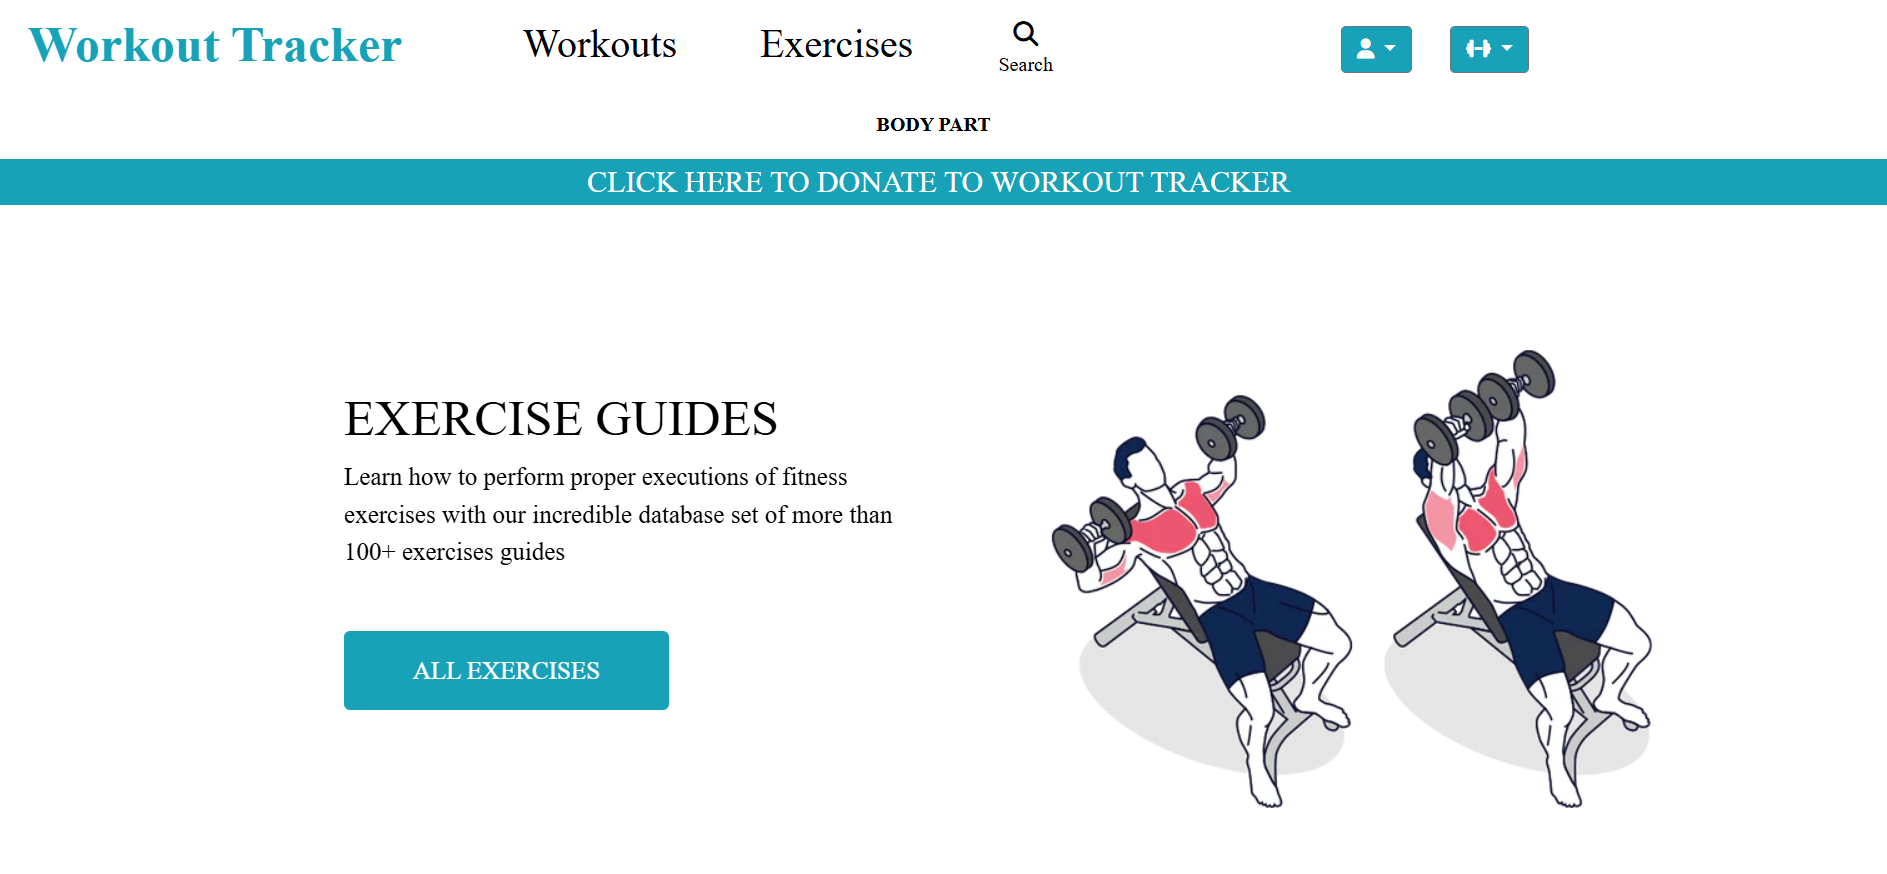 Workout Tracker
Workouts
Exercises
Search
BODY PART
CLICK HERE TO DONATE TO WORKOUT TRACKER
EXERCISE GUIDES
Learn how to perform proper executions of fitness
exercises with our incredible database set of more than
100+ exercises guides
ALL EXERCISES